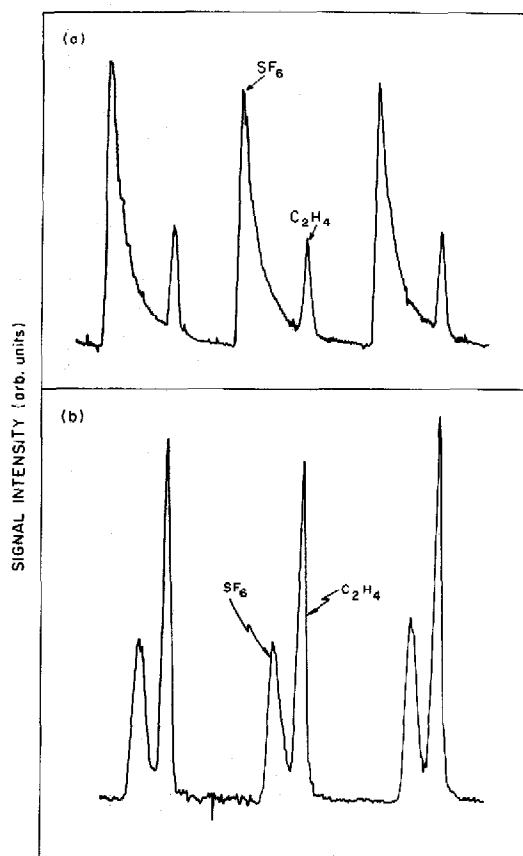 (a)
SF₆
C₂H₄
SIGNAL INTENSITY (arb. units)
(b)
SF₆
C₂H₄